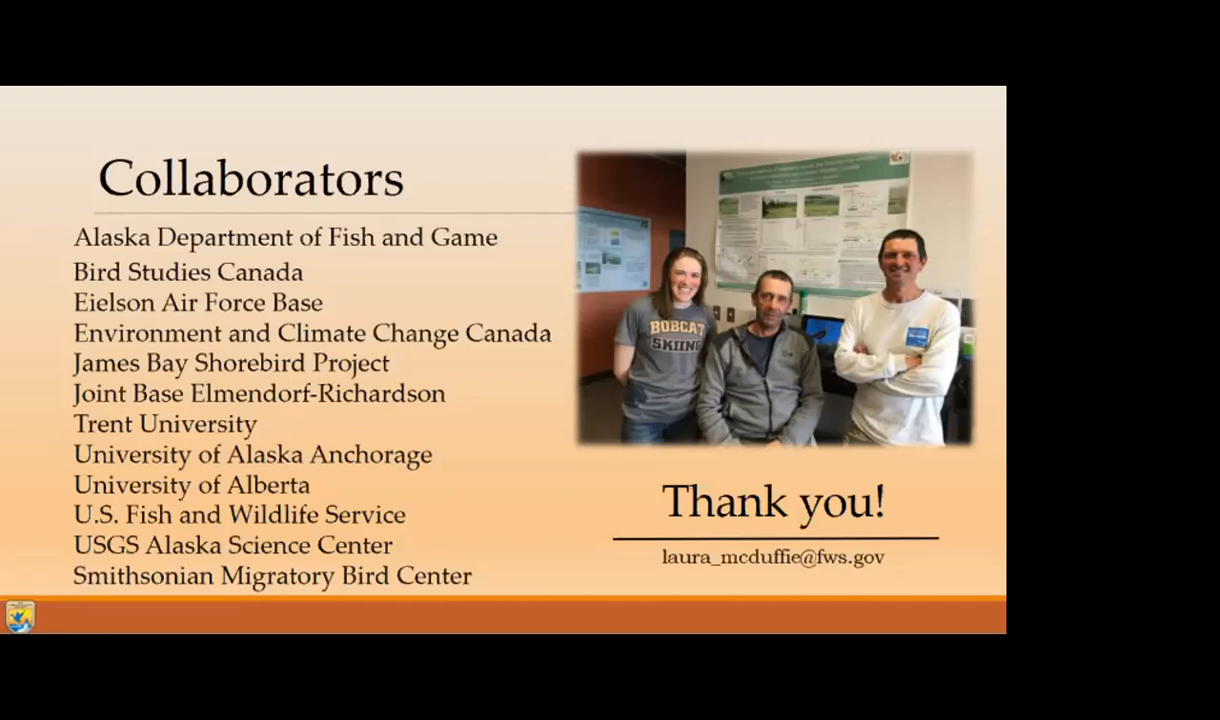 Collaborators
Alaska Department of Fish and Game
Bird Studies Canada
Eielson Air Force Base
Environment and Climate Change Canada
James Bay Shorebird Project
Joint Base Elmendorf-Richardson
Trent University
University of Alaska Anchorage
University of Alberta
U.S. Fish and Wildlife Service
USGS Alaska Science Center
Smithsonian Migratory Bird Center
BOBCAT
SKIING
Thank you!
laura_mcduffie@fws.gov